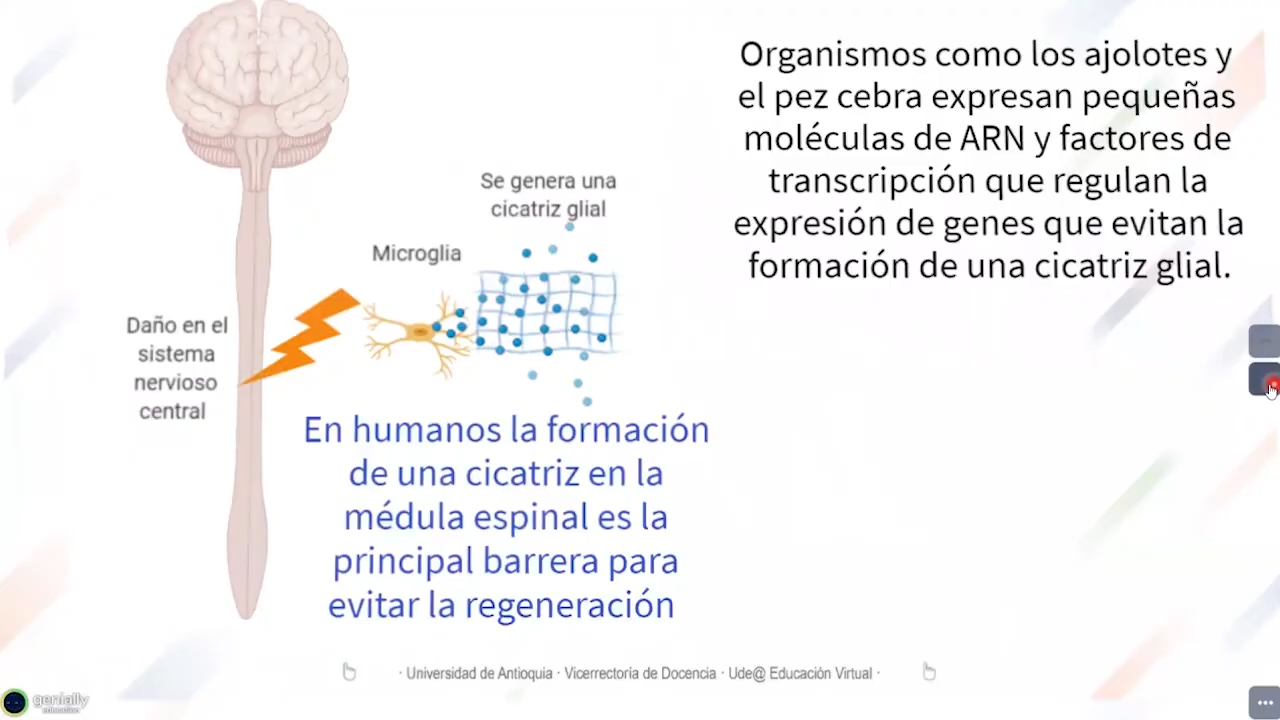 Organismos como los ajolotes y
el pez cebra expresan pequeñas
moléculas de ARN y factores de
transcripción que regulan la
expresión de genes que evitan la
formación de una cicatriz glial.
Se genera una
cicatriz glial
Microglia
Daño en el
sistema
nervioso
central
En humanos la formación
de una cicatriz en la
médula espinal es la
principal barrera para
evitar la regeneración
· Universidad de Antioquia · Vicerrectoría de Docencia · Ude@ Educación Virtual ·
genially
education